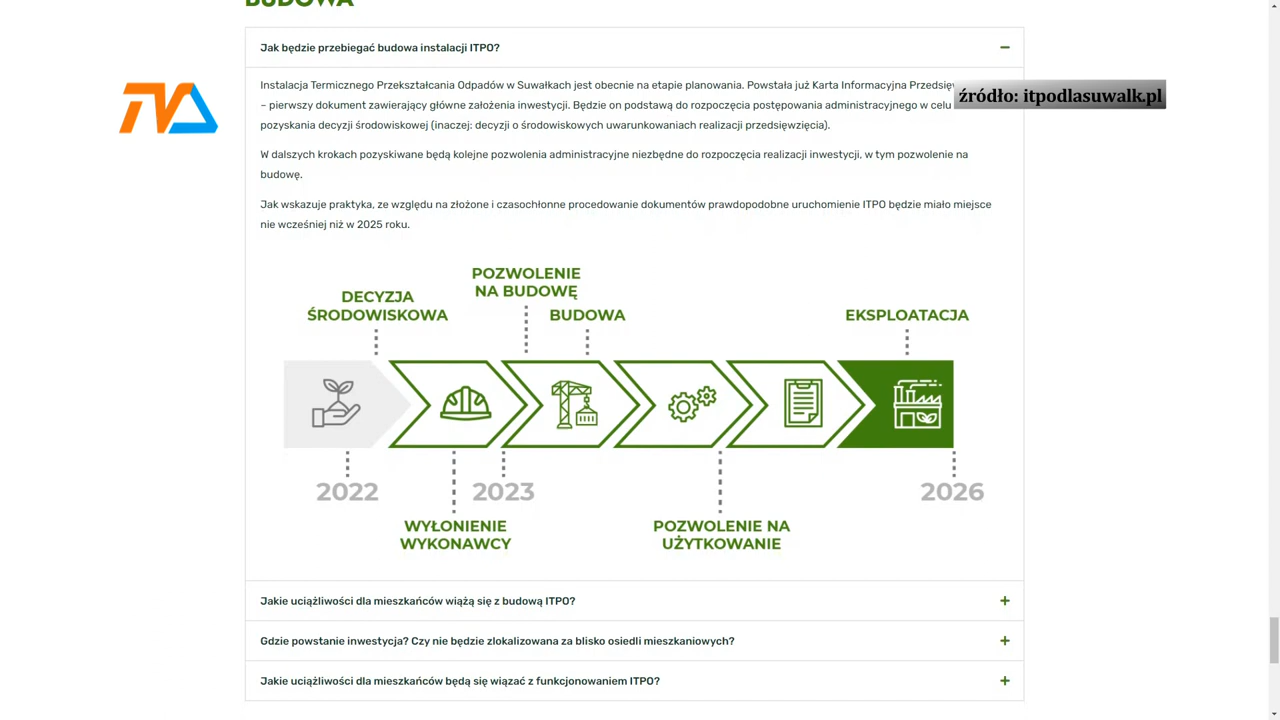 BUDOWA
Jak będzie przebiegać budowa instalacji ITPO?
Instalacja Termicznego Przekształcania Odpadów w Suwałkach jest obecnie na etapie planowania. Powstała już Karta Informacyjna
źródło: itpodlasuwalk.pl
– pierwszy dokument zawierający główne założenia inwestycji. Będzie on podstawą do rozpoczęcia postępowania administracyjnego w celu
pozyskania decyzji środowiskowej (inaczej: decyzji o środowiskowych uwarunkowaniach realizacji przedsięwzięcia).
W dalszych krokach pozyskiwane będą kolejne pozwolenia administracyjne niezbędne do rozpoczęcia realizacji inwestycji, w tym pozwolenie na
budowę.
Jak wskazuje praktyka, ze względu na złożone i czasochłonne procedowanie dokumentów prawdopodobne uruchomienie ITPO będzie miało miejsce
nie wcześniej niż w 2025 roku.
DECYZJA
ŚRODOWISKOWA
POZWOLENIE
NA BUDOWĘ
BUDOWA
EKSPLOATACJA
2022
2023
2026
WYŁONIENIE
WYKONAWCY
POZWOLENIE NA
UŻYTKOWANIE
Jakie uciążliwości dla mieszkańców wiążą się z budową ITPO?
Gdzie powstanie inwestycja? Czy nie będzie zlokalizowana za blisko osiedli mieszkaniowych?
Jakie uciążliwości dla mieszkańców będą się wiązać z funkcjonowaniem ITPO?